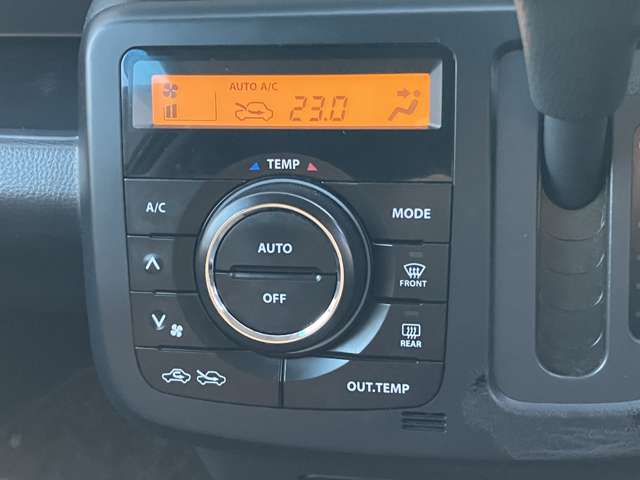 AUTO A/C
23.0
TEMP
A/C
MODE
AUTO
OFF
FRONT
REAR
OUT.TEMP